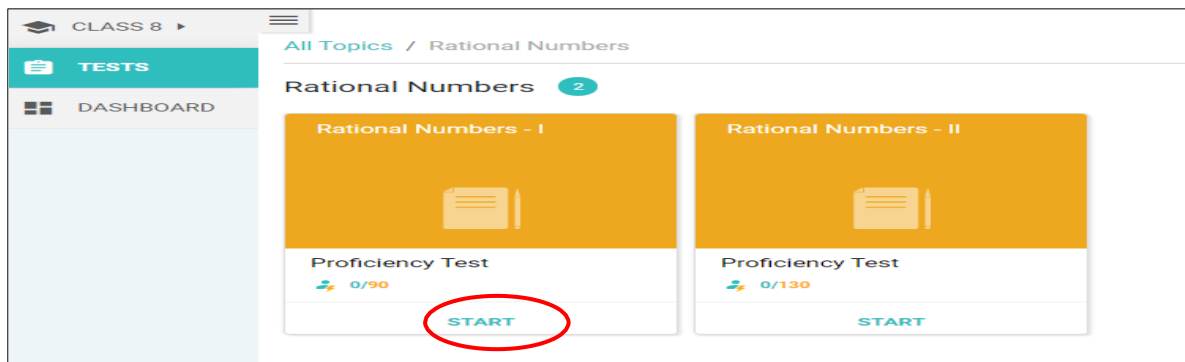 CLASS 8
TESTS
DASHBOARD
All Topics / Rational Numbers
Rational Numbers 2
Rational Numbers - I
Proficiency Test
0/90
START
Rational Numbers - II
Proficiency Test
0/130
START